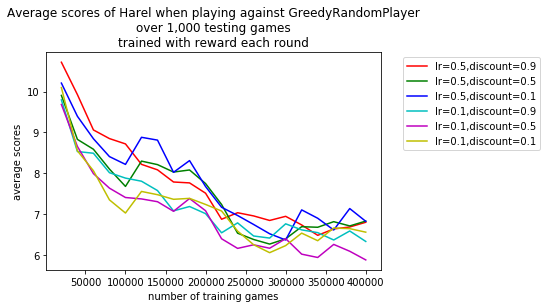 Average scores of Harel when playing against GreedyRandomPlayer
over 1,000 testing games
trained with reward each round
average scores
10
9
8
7
6
50000 100000 150000 200000 250000 300000 350000 400000
number of training games
lr=0.5,discount=0.9
lr=0.5,discount=0.5
lr=0.5,discount=0.1
lr=0.1,discount=0.9
lr=0.1,discount=0.5
lr=0.1,discount=0.1